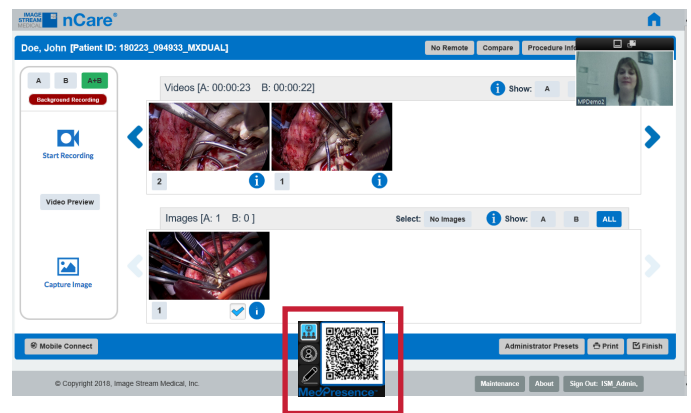 IMAGE
STREAM
MEDICAL
nCare®
Doe, John [Patient ID: 180223_094933_MXDUAL]
No Remote Compare Procedure Info
MPDemo2
A B A+B
Background Recording
Start Recording
Video Preview
Capture Image
Videos [A: 00:00:23 B: 00:00:22]
i Show: A
2 i 1 i
Images [A: 1 B: 0 ]
Select: No Images i Show: A B ALL
1 i
MedPresence
Mobile Connect
Administrator Presets Print Finish
© Copyright 2018, Image Stream Medical, Inc.
Maintenance About Sign Out: ISM_Admin,